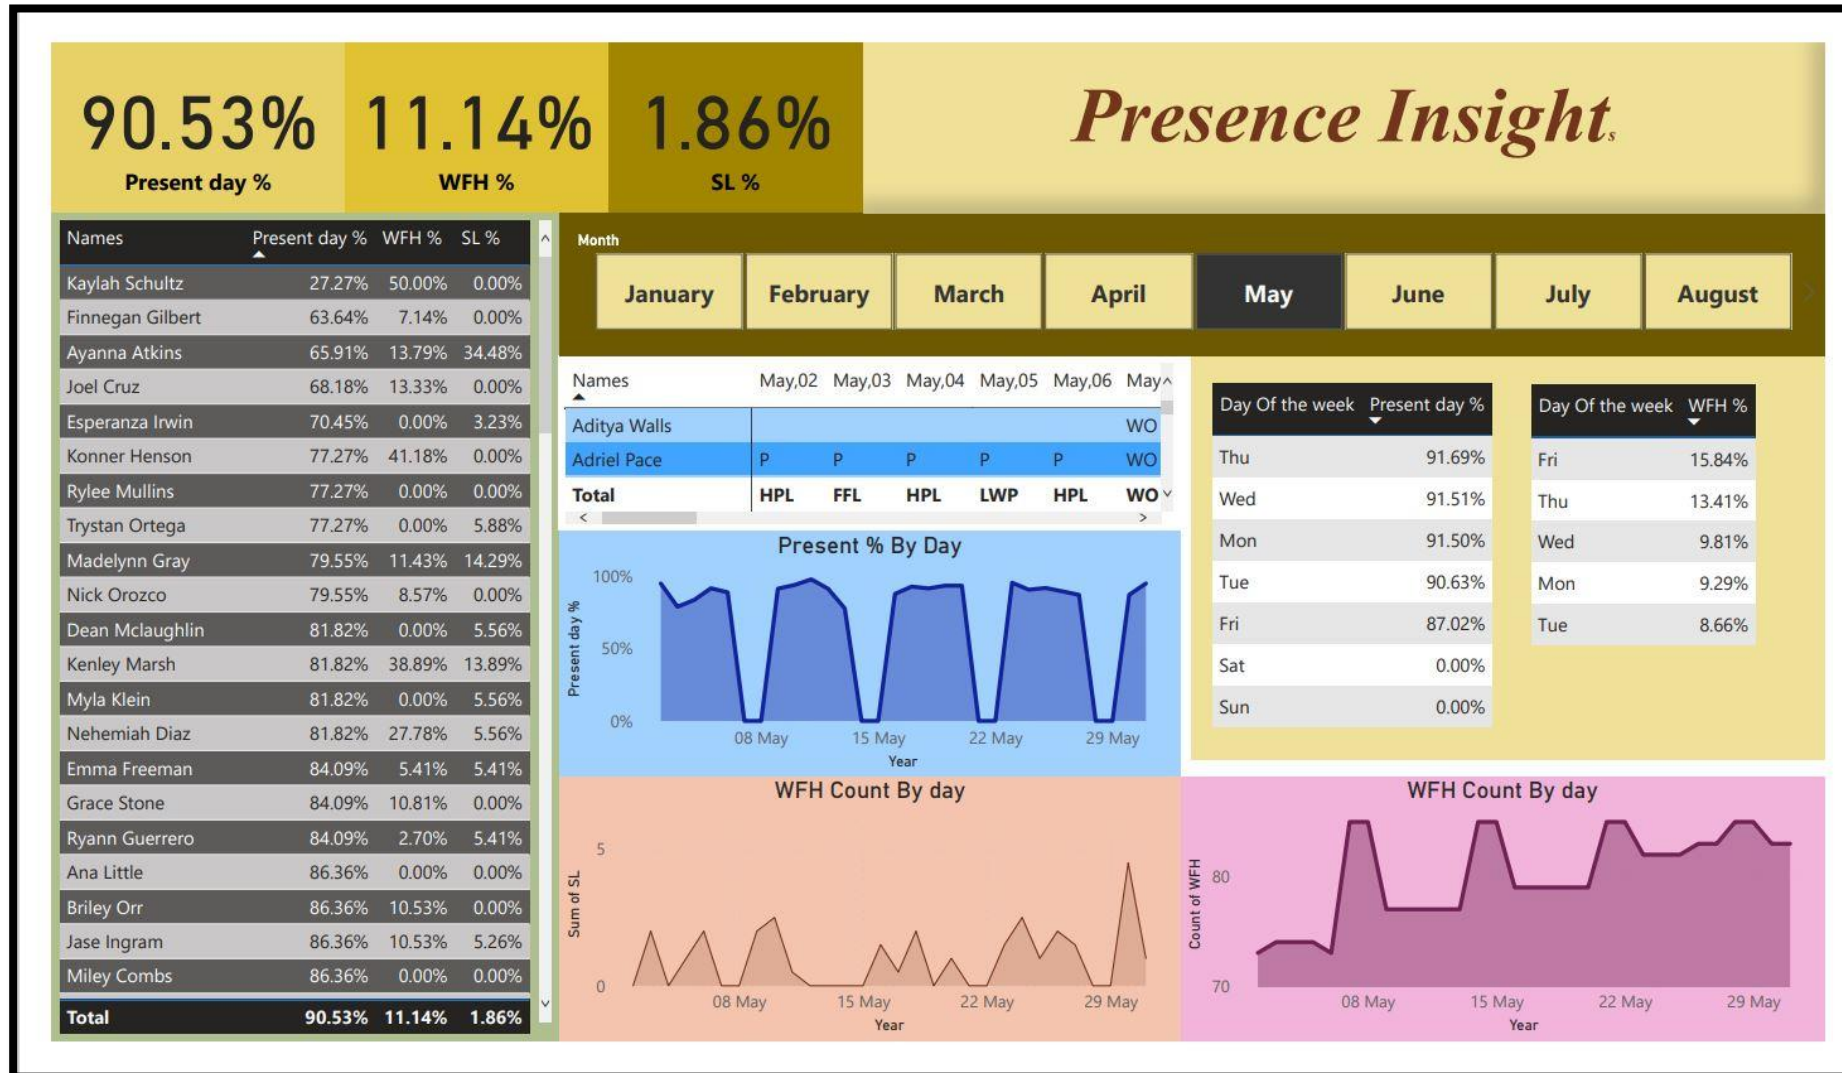 90.53%
Present day %
11.14%
WFH %
1.86%
SL %
Presence Insights
Names Present day % WFH % SL %
Kaylah Schultz 27.27% 50.00% 0.00%
Finnegan Gilbert 63.64% 7.14% 0.00%
Ayanna Atkins 65.91% 13.79% 34.48%
Joel Cruz 68.18% 13.33% 0.00%
Esperanza Irwin 70.45% 0.00% 3.23%
Konner Henson 77.27% 41.18% 0.00%
Rylee Mullins 77.27% 0.00% 0.00%
Trystan Ortega 77.27% 0.00% 5.88%
Madelynn Gray 79.55% 11.43% 14.29%
Nick Orozco 79.55% 8.57% 0.00%
Dean Mclaughlin 81.82% 0.00% 5.56%
Kenley Marsh 81.82% 38.89% 13.89%
Myla Klein 81.82% 0.00% 5.56%
Nehemiah Diaz 81.82% 27.78% 5.56%
Emma Freeman 84.09% 5.41% 5.41%
Grace Stone 84.09% 10.81% 0.00%
Ryann Guerrero 84.09% 2.70% 5.41%
Ana Little 86.36% 0.00% 0.00%
Briley Orr 86.36% 10.53% 0.00%
Jase Ingram 86.36% 10.53% 5.26%
Miley Combs 86.36% 0.00% 0.00%
Total 90.53% 11.14% 1.86%
Month
January February March April May June July August
Names May,02 May,03 May,04 May,05 May,06 May
Aditya Walls WO
Adriel Pace P P P P P WO
Total HPL FFL HPL LWP HPL WO
Day Of the week Present day %
Thu 91.69%
Wed 91.51%
Mon 91.50%
Tue 90.63%
Fri 87.02%
Sat 0.00%
Sun 0.00%
Day Of the week WFH %
Fri 15.84%
Thu 13.41%
Wed 9.81%
Mon 9.29%
Tue 8.66%
Present % By Day
Present day %
100%
50%
0%
08 May 15 May 22 May 29 May
Year
WFH Count By day
Sum of SL
5
0
08 May 15 May 22 May 29 May
Year
WFH Count By day
Count of WFH
80
70
08 May 15 May 22 May 29 May
Year